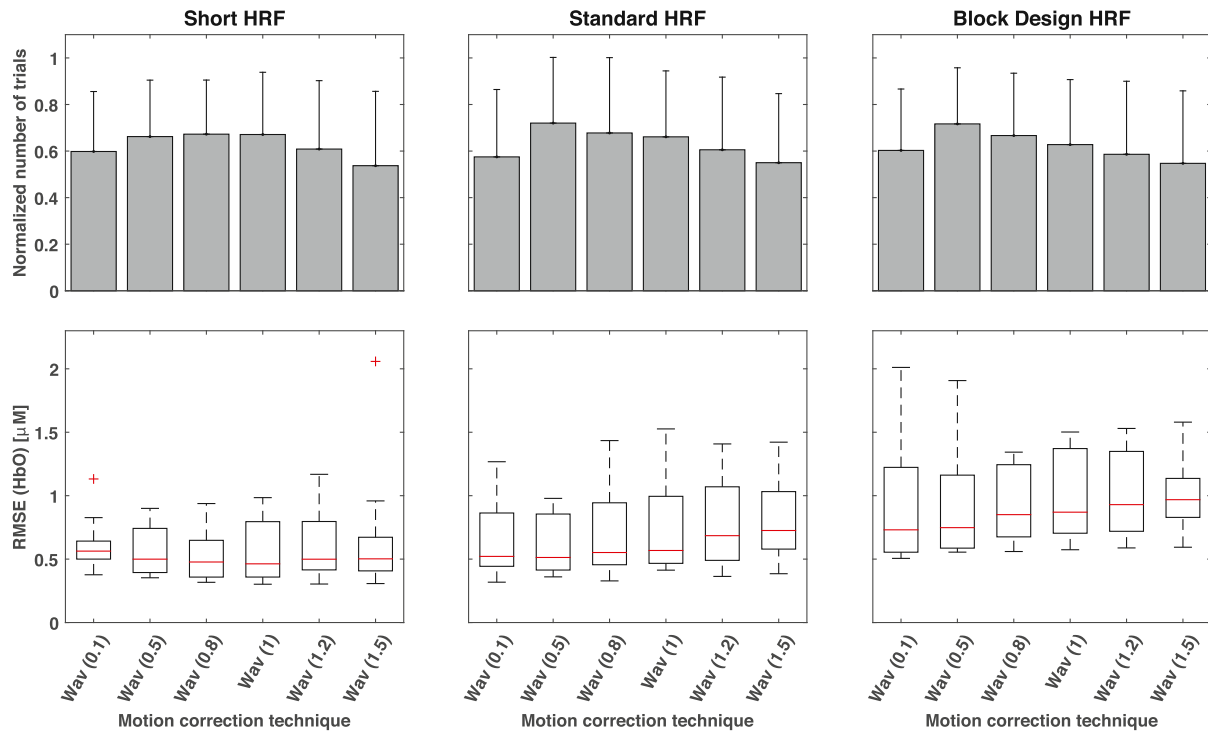 Short HRF
Standard HRF
Block Design HRF
Normalized number of trials
1
0.8
0.6
0.4
0.2
0
RMSE (HbO) [μM]
2
1.5
1
0.5
0
Wav (0.1)
Wav (0.5)
Wav (0.8)
Wav (1)
Wav (1.2)
Wav (1.5)
Wav (0.1)
Wav (0.5)
Wav (0.8)
Wav (1)
Wav (1.2)
Wav (1.5)
Wav (0.1)
Wav (0.5)
Wav (0.8)
Wav (1)
Wav (1.2)
Wav (1.5)
Motion correction technique
Motion correction technique
Motion correction technique